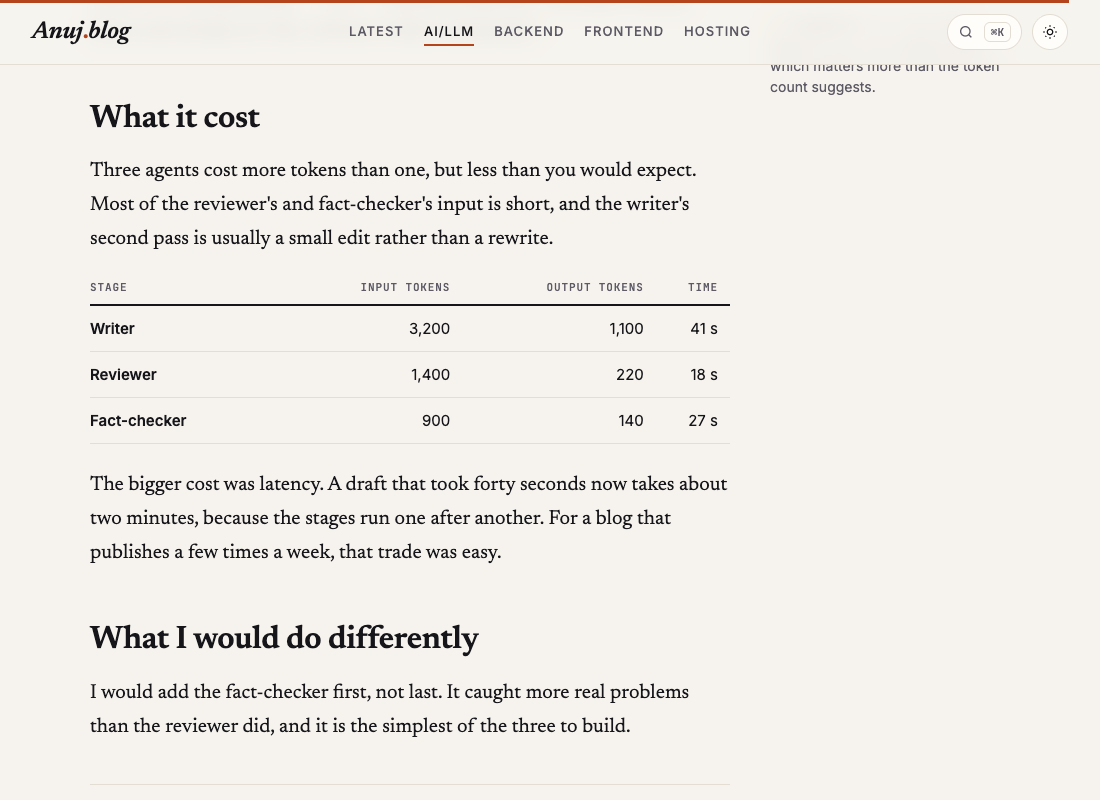 Anuj.blog
LATEST AI/LLM BACKEND FRONTEND HOSTING
⌘K
which matters more than the token
count suggests.
What it cost
Three agents cost more tokens than one, but less than you would expect.
Most of the reviewer's and fact-checker's input is short, and the writer's
second pass is usually a small edit rather than a rewrite.
STAGE INPUT TOKENS OUTPUT TOKENS TIME
Writer 3,200 1,100 41 s
Reviewer 1,400 220 18 s
Fact-checker 900 140 27 s
The bigger cost was latency. A draft that took forty seconds now takes about
two minutes, because the stages run one after another. For a blog that
publishes a few times a week, that trade was easy.
What I would do differently
I would add the fact-checker first, not last. It caught more real problems
than the reviewer did, and it is the simplest of the three to build.